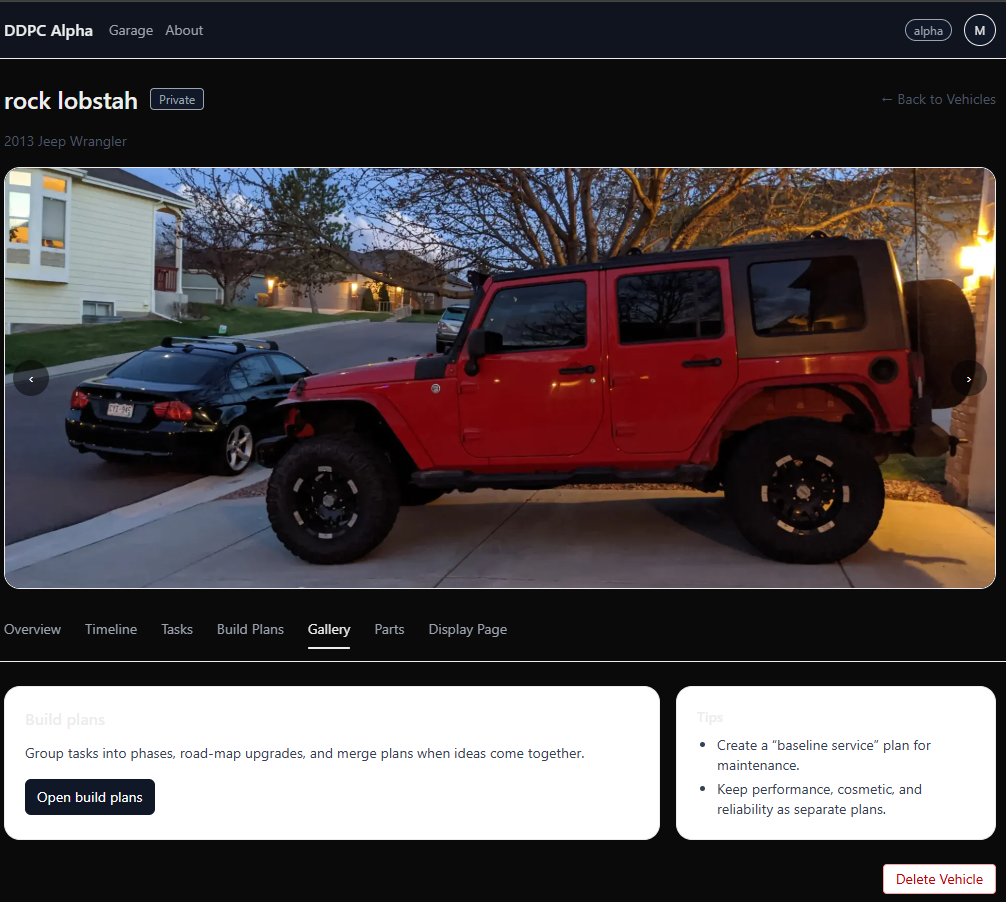 DDPC Alpha Garage About alpha M
rock lobstah Private ← Back to Vehicles
2013 Jeep Wrangler
‹ ›
Overview Timeline Tasks Build Plans Gallery Parts Display Page
Build plans
Group tasks into phases, road-map upgrades, and merge plans when ideas come together.
Open build plans
Tips
• Create a “baseline service” plan for
maintenance.
• Keep performance, cosmetic, and
reliability as separate plans.
Delete Vehicle